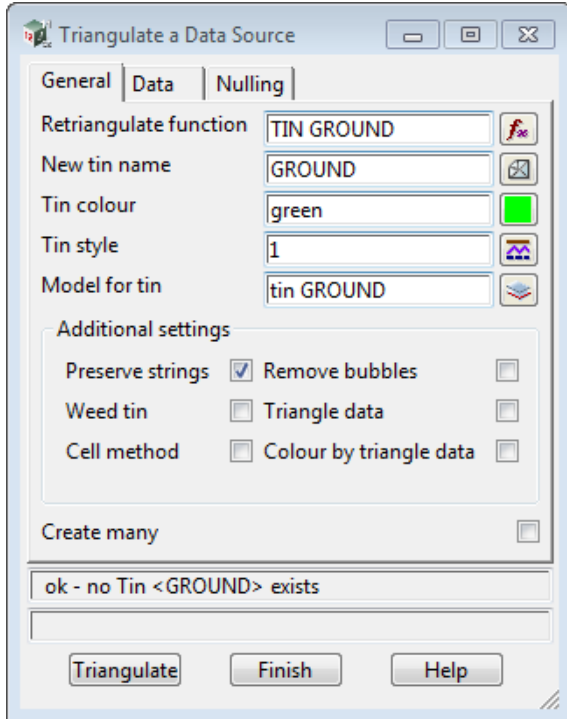 Triangulate a Data Source
General Data Nulling
Retriangulate function TIN GROUND
New tin name GROUND
Tin colour green
Tin style 1
Model for tin tin GROUND
Additional settings
Preserve strings Remove bubbles
Weed tin Triangle data
Cell method Colour by triangle data
Create many
ok - no Tin <GROUND> exists
Triangulate Finish Help